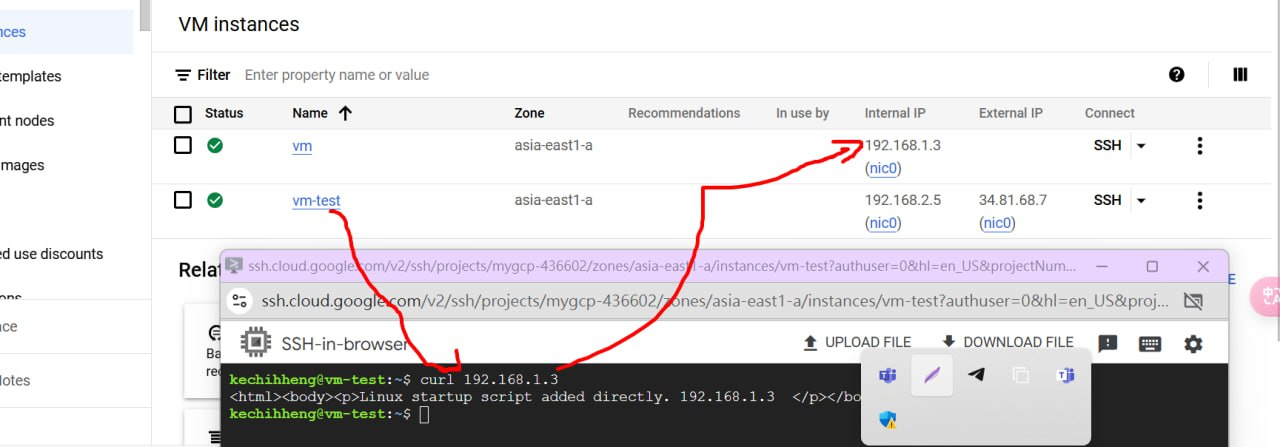 nces
VM instances
templates
Filter Enter property name or value
nt nodes
Status Name Zone Recommendations In use by Internal IP External IP Connect
mages
vm asia-east1-a 192.168.1.3 SSH
(nic0)
vm-test asia-east1-a 192.168.2.5 34.81.68.7 SSH
(nic0) (nic0)
ed use discounts
Rela
ssh.cloud.google.com/v2/ssh/projects/mygcp-436602/zones/asia-east1-a/instances/vm-test?authuser=0&hl=en_US&projectNum...
E
ons
ssh.cloud.google.com/v2/ssh/projects/mygcp-436602/zones/asia-east1-a/instances/vm-test?authuser=0&hl=en_US&proj...
ce
SSH-in-browser UPLOAD FILE DOWNLOAD FILE
Ba
rec
lotes
kechihheng@vm-test:~$ curl 192.168.1.3
<html><body><p>Linux startup script added directly. 192.168.1.3 </p></bo
kechihheng@vm-test:~$